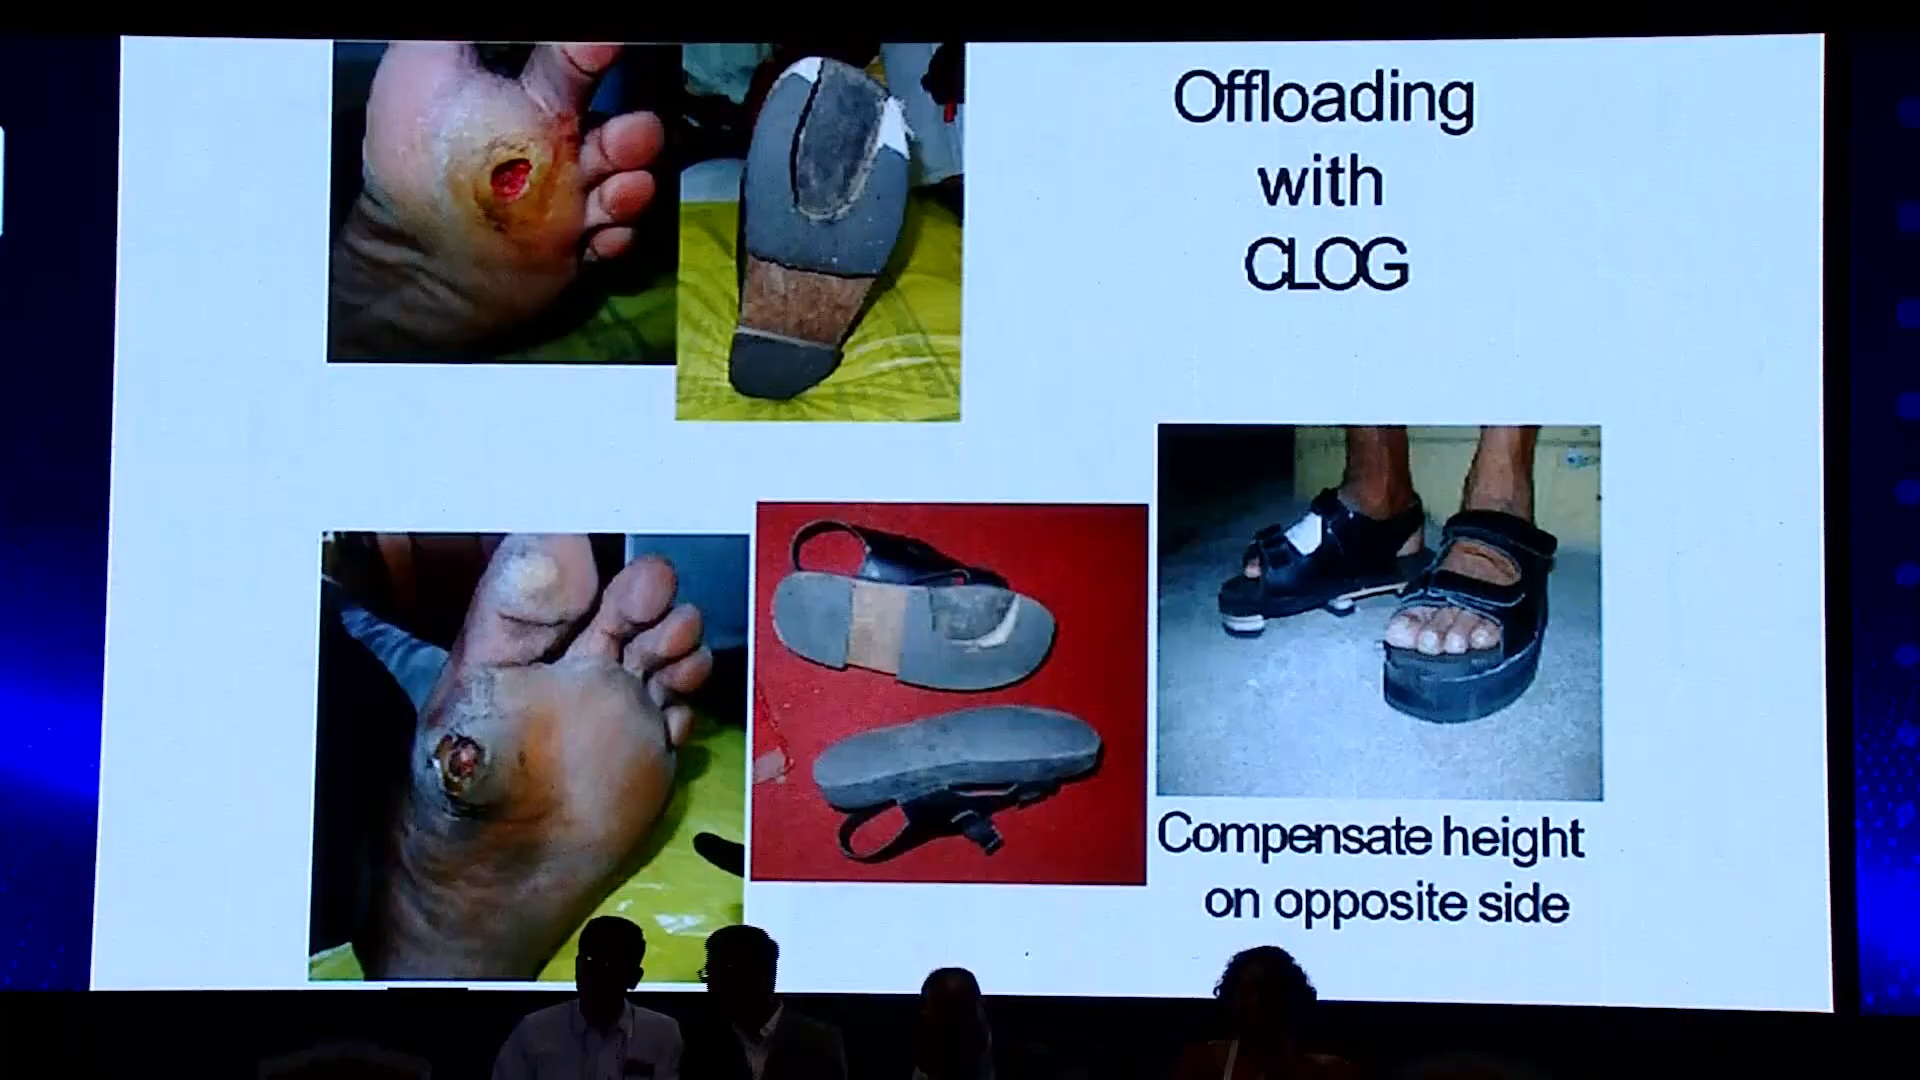 Offloading
with
CLOG
Compensate height
on opposite side